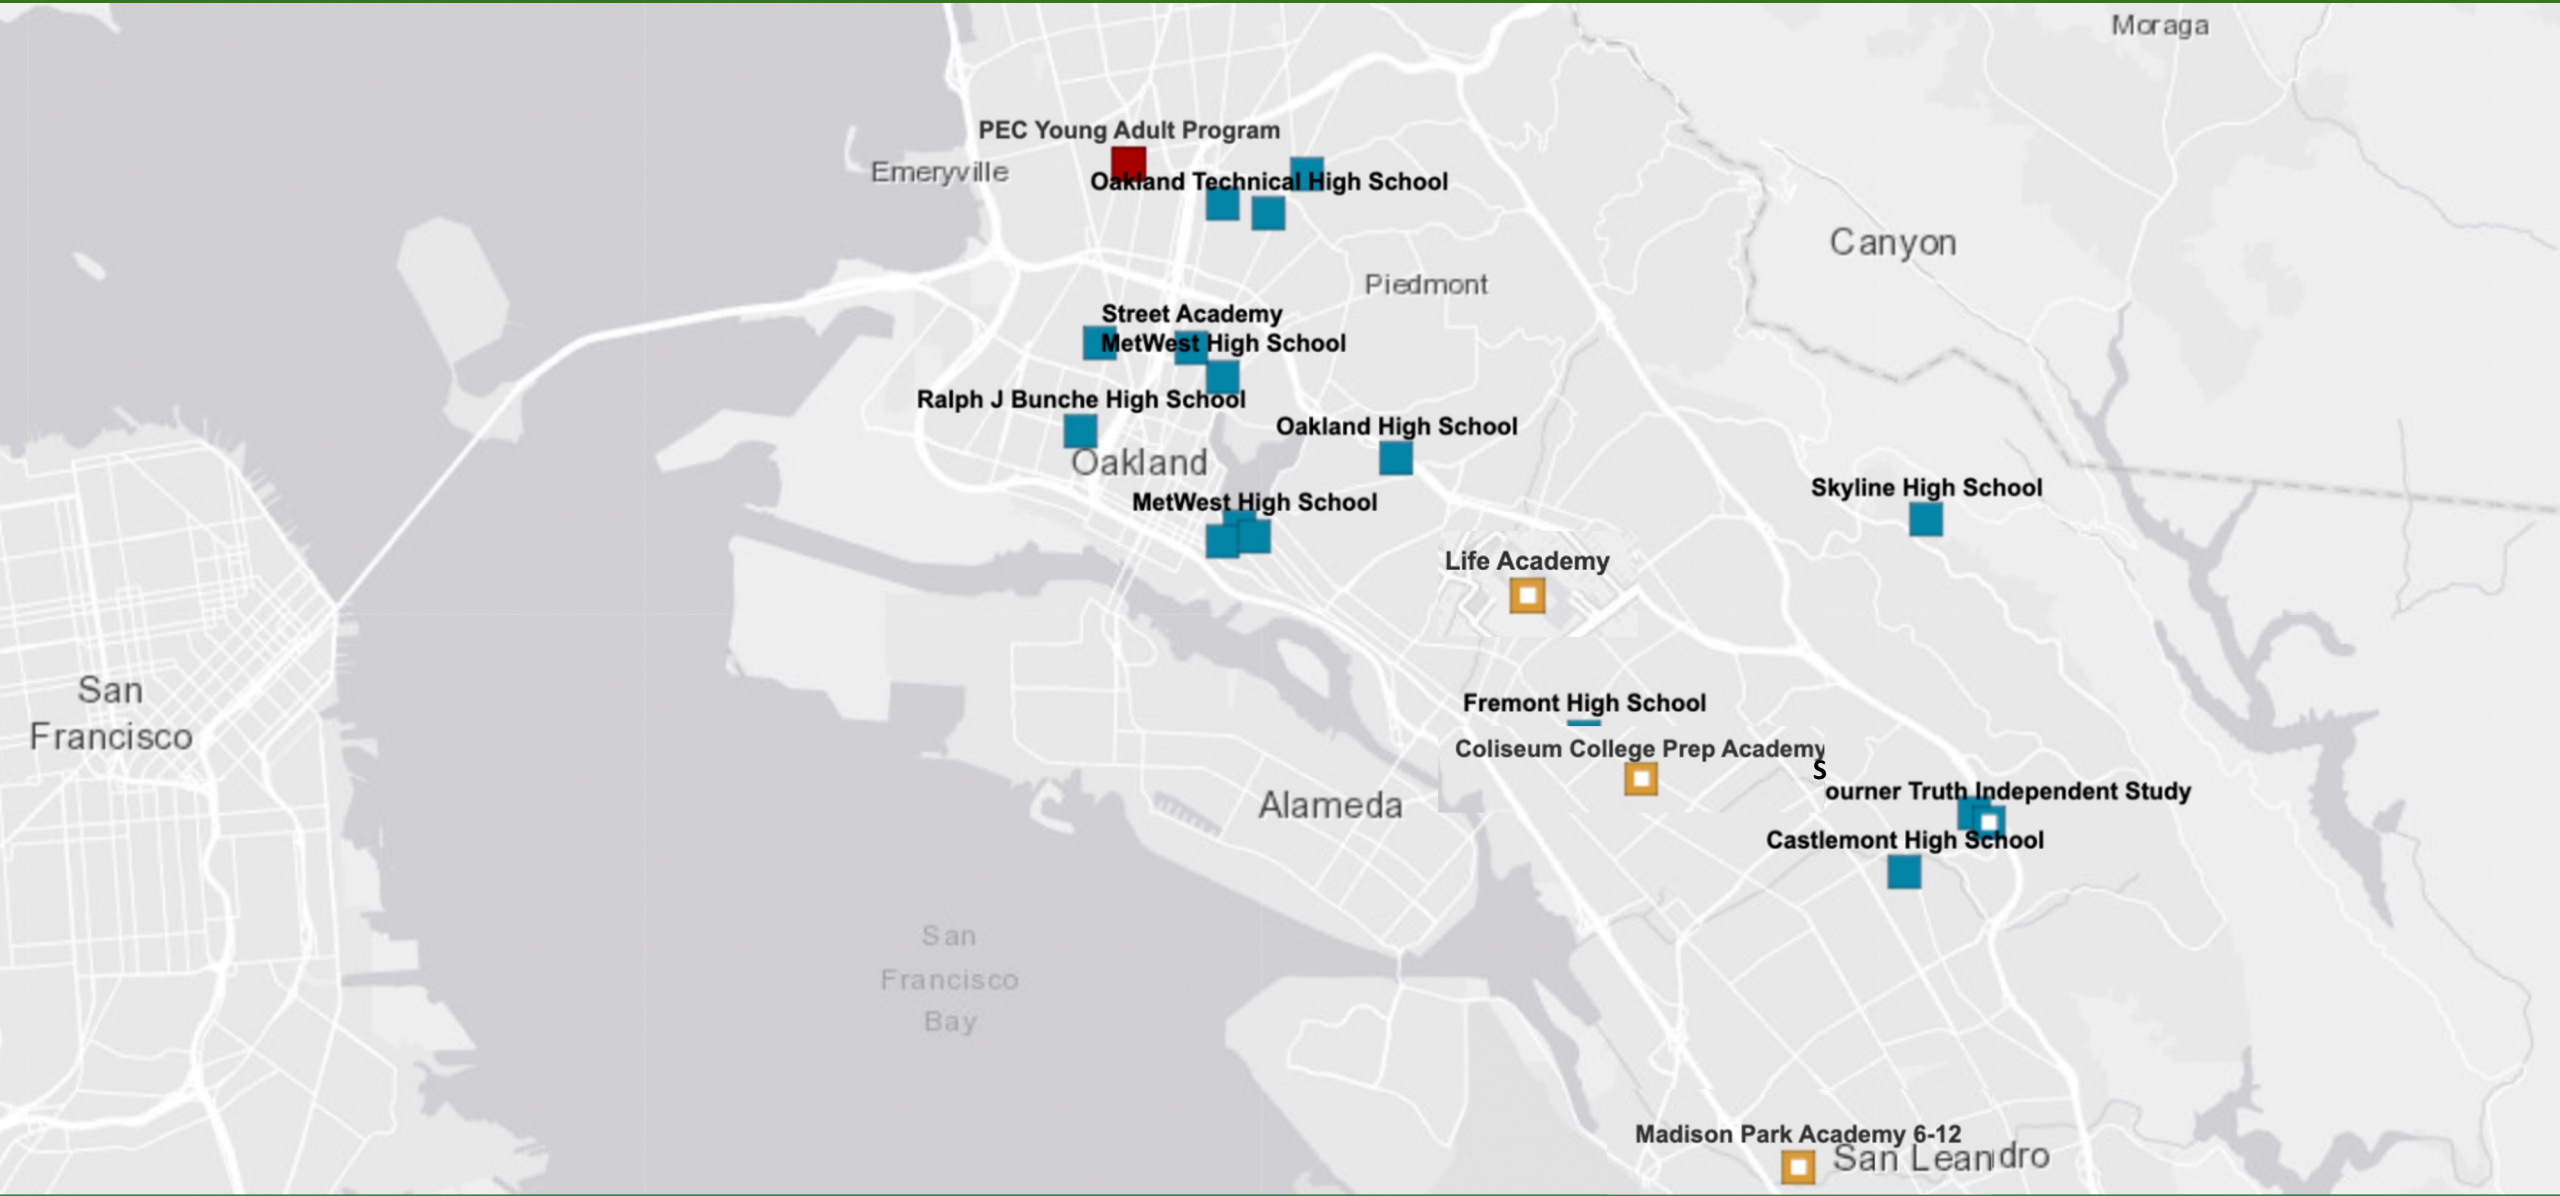 Moraga
PEC Young Adult Program
Emeryville
Oakland Technical High School
Canyon
Piedmont
Street Academy
MetWest High School
Ralph J Bunche High School
Oakland High School
Oakland
Skyline High School
MetWest High School
Life Academy
San
Francisco
Fremont High School
Coliseum College Prep Academy
S
ourner Truth Independent Study
Alameda
Castlemont High School
San
Francisco
Bay
Madison Park Academy 6-12
San Leandro